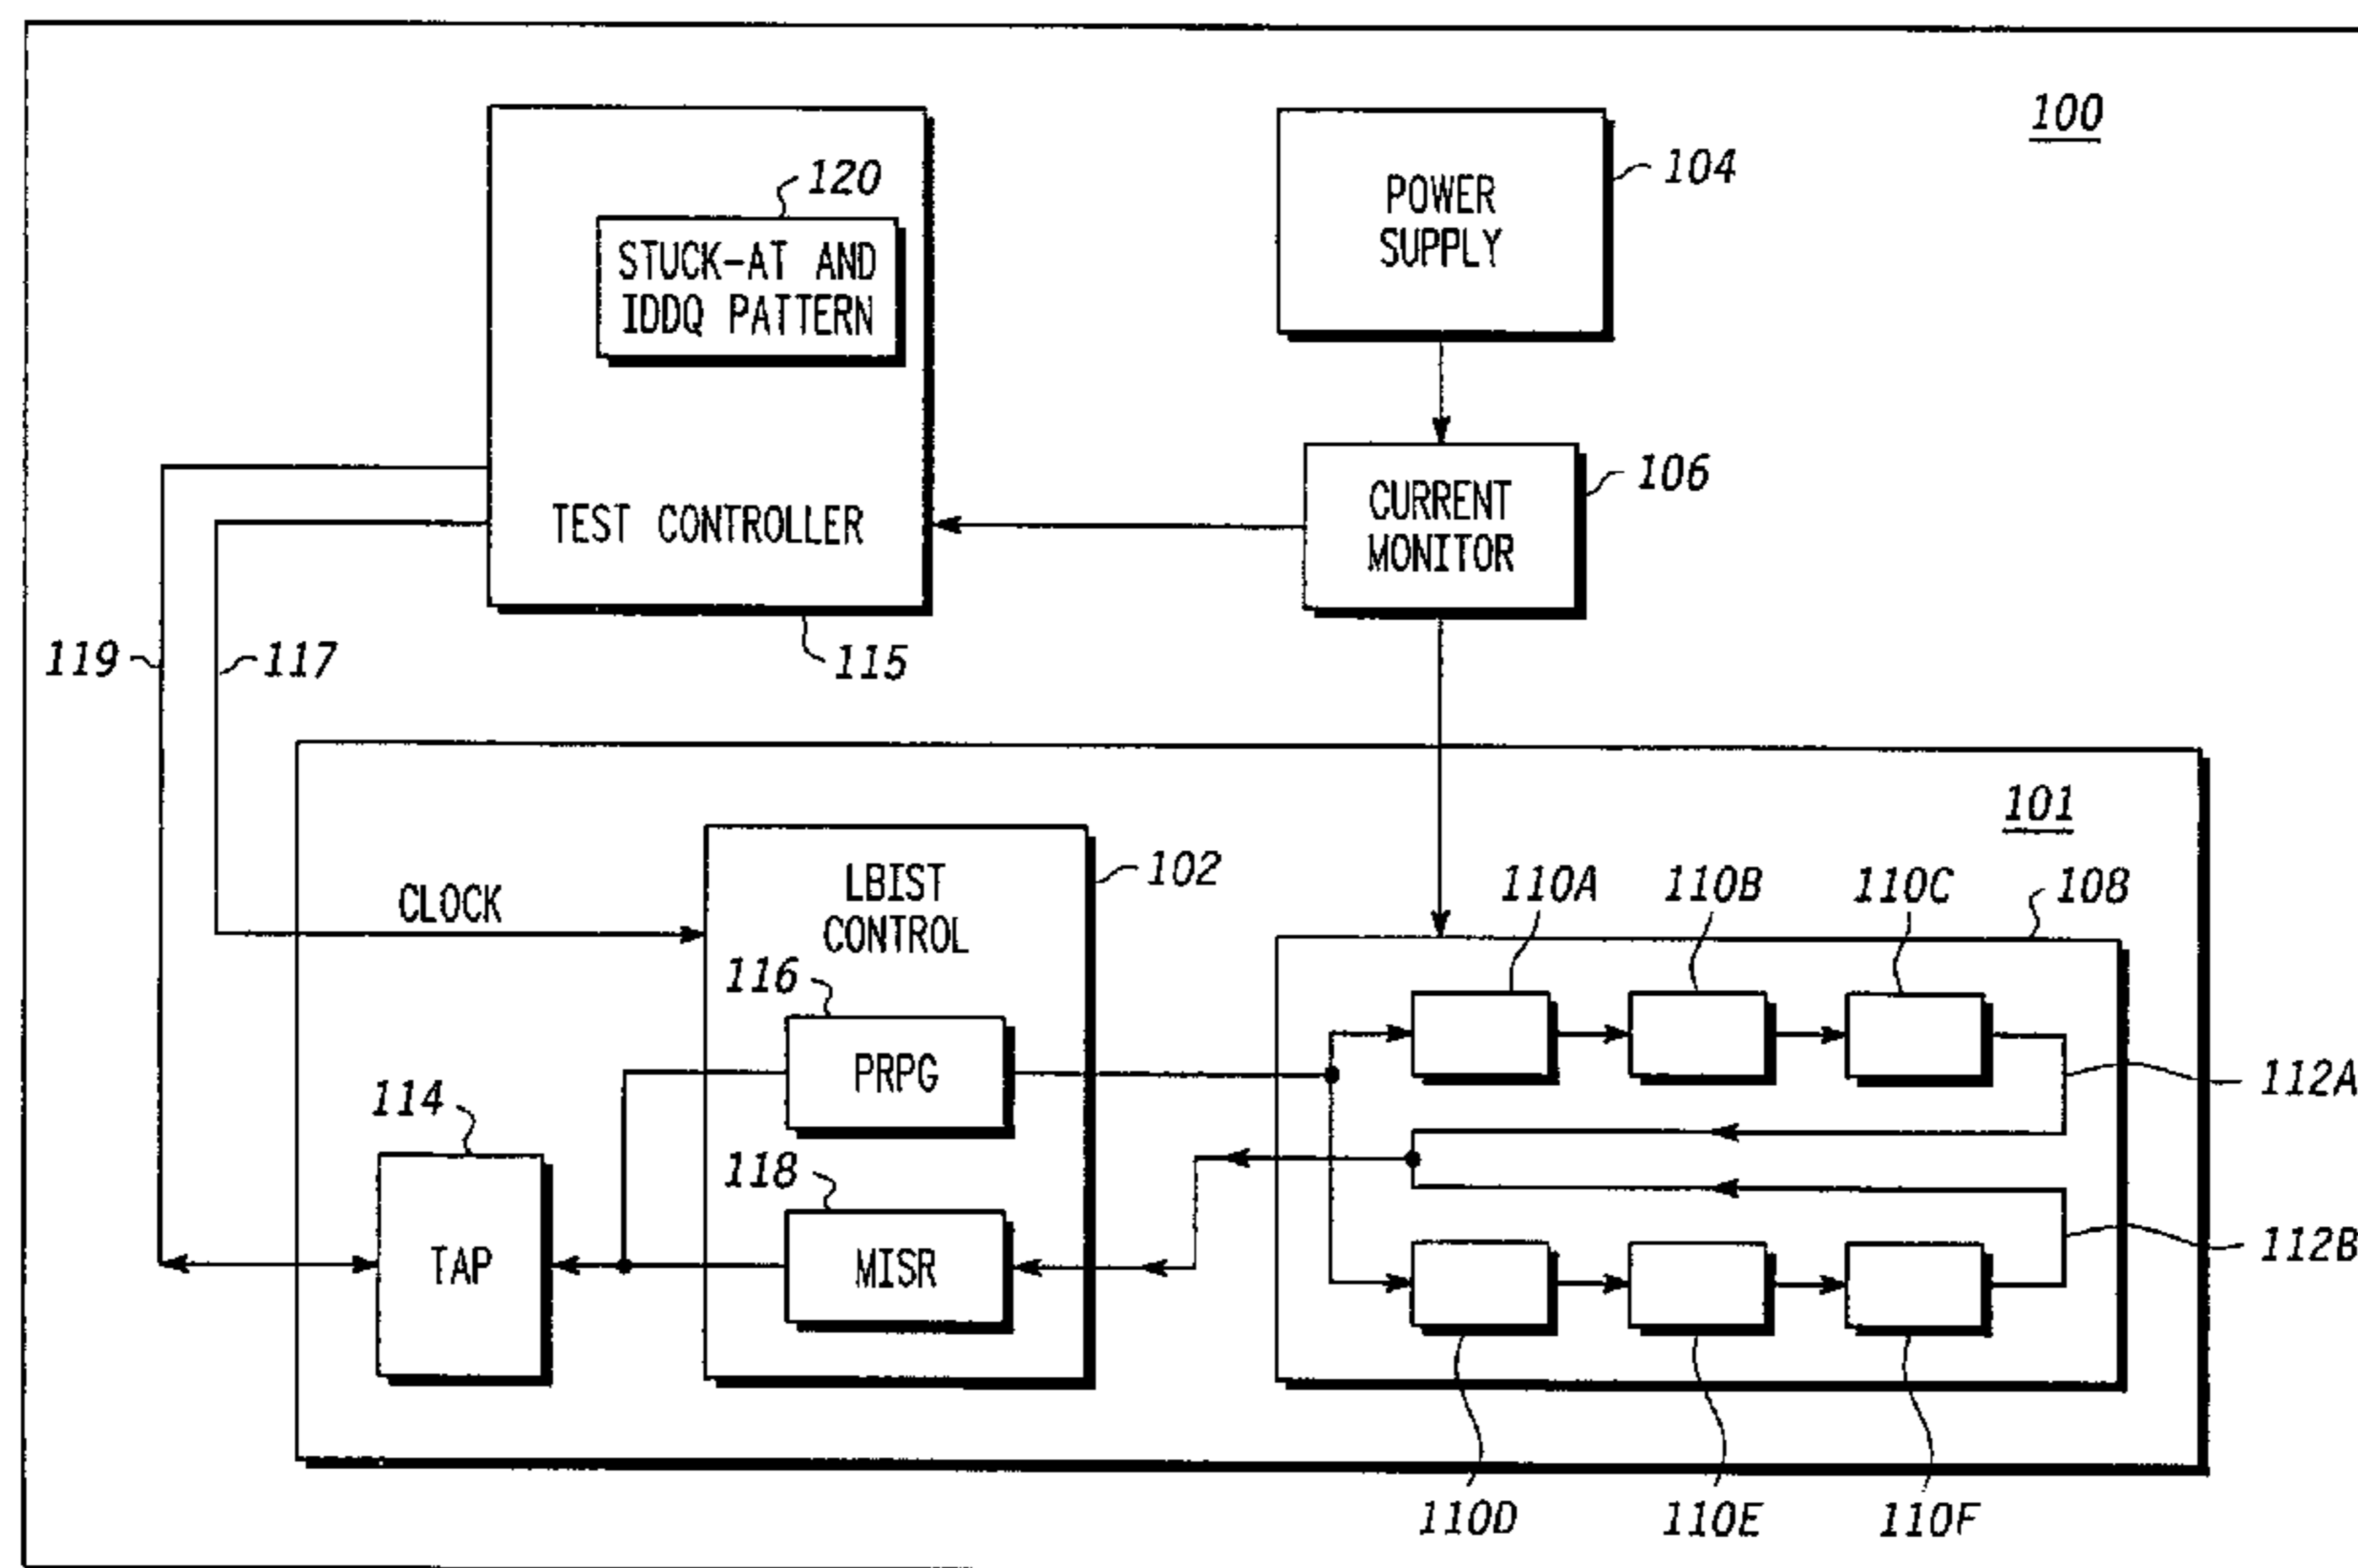 100
120
STUCK-AT AND
IDDQ PATTERN
TEST CONTROLLER
115
POWER
SUPPLY
104
CURRENT
MONITOR
106
119
117
101
CLOCK
LBIST
CONTROL
102
116
PRPG
118
MISR
114
TAP
110A
110B
110C
108
112A
112B
110D
110E
110F